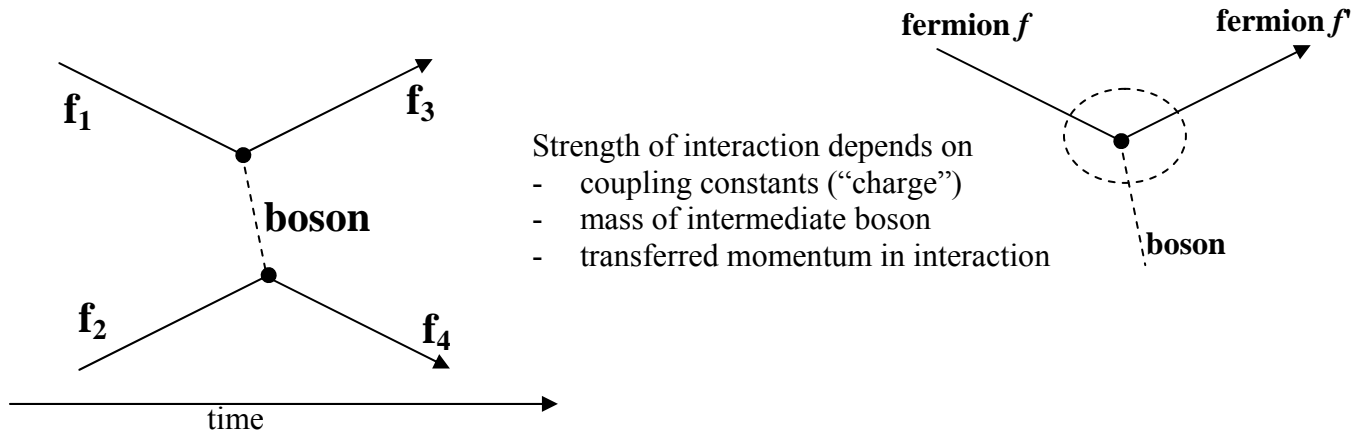 fermion f
fermion f'
f₁
f₃
boson
f₂
f₄
time
Strength of interaction depends on
- coupling constants (“charge”)
- mass of intermediate boson
- transferred momentum in interaction
boson